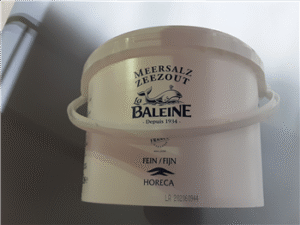 MEERSALZ
ZEEZOUT
La
BALEINE
Depuis 1934
FEIN / FIJN
HORECA